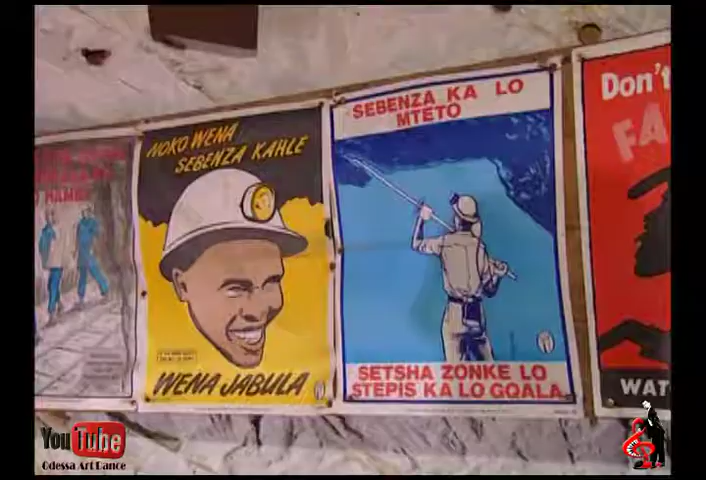 NOKO WENA
SEBENZA KAHLE
WENA JABULA
SEBENZA KA LO
MTETO
SETSHA ZONKE LO
STEPIS KA LO GOALA
Don't
FA
WAT
YouTube
Odessa Art Dance